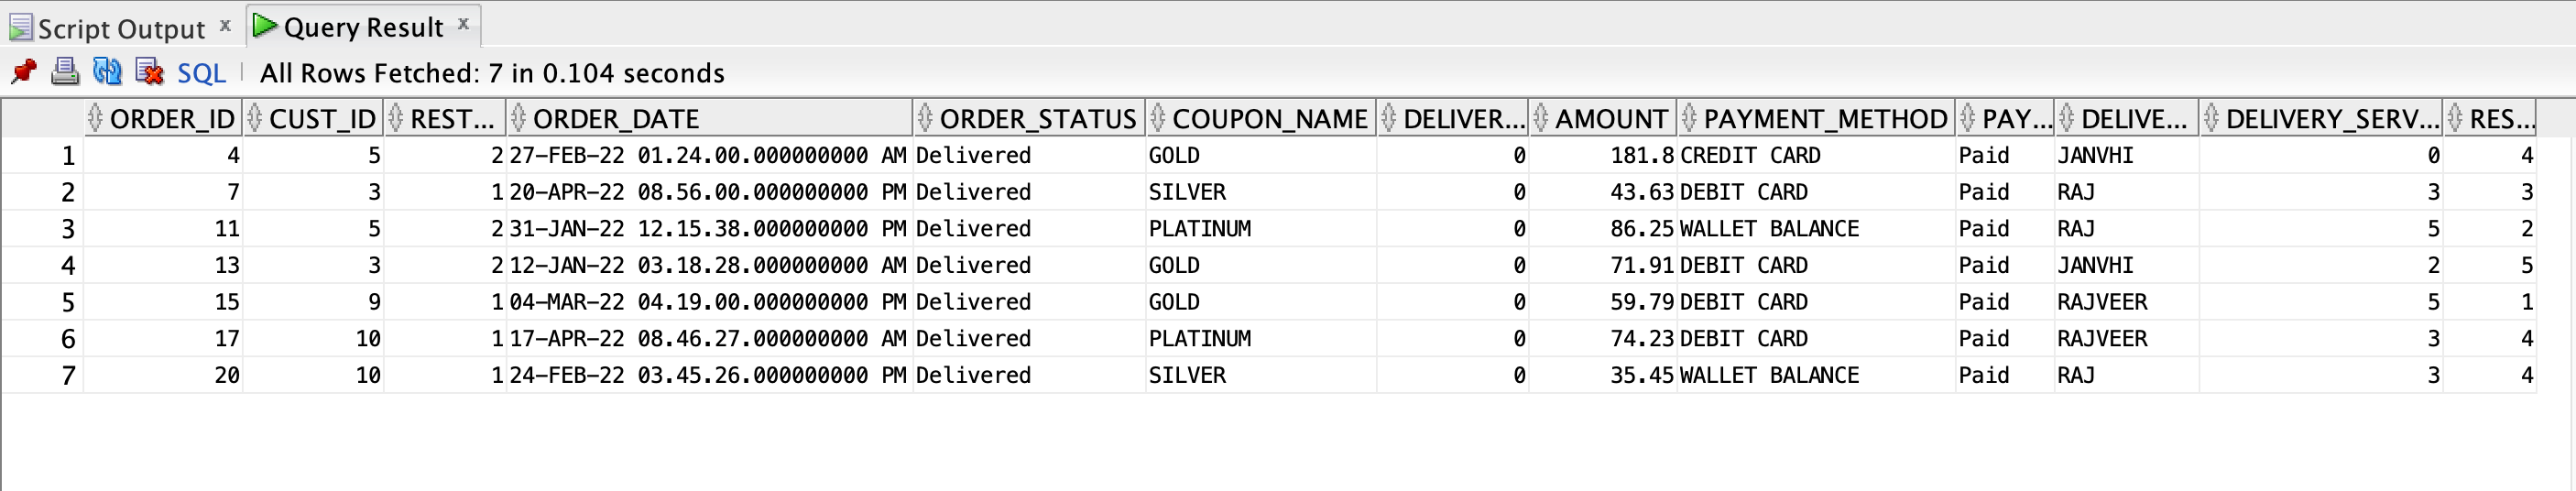 Script Output × Query Result ×
SQL | All Rows Fetched: 7 in 0.104 seconds
ORDER_ID CUST_ID REST... ORDER_DATE ORDER_STATUS COUPON_NAME DELIVER... AMOUNT PAYMENT_METHOD PAY... DELIVE... DELIVERY_SERV... RES...
1 4 5 2 27-FEB-22 01.24.00.000000000 AM Delivered GOLD 0 181.8 CREDIT CARD Paid JANVHI 0 4
2 7 3 1 20-APR-22 08.56.00.000000000 PM Delivered SILVER 0 43.63 DEBIT CARD Paid RAJ 3 3
3 11 5 2 31-JAN-22 12.15.38.000000000 PM Delivered PLATINUM 0 86.25 WALLET BALANCE Paid RAJ 5 2
4 13 3 2 12-JAN-22 03.18.28.000000000 AM Delivered GOLD 0 71.91 DEBIT CARD Paid JANVHI 2 5
5 15 9 1 04-MAR-22 04.19.00.000000000 PM Delivered GOLD 0 59.79 DEBIT CARD Paid RAJVEER 5 1
6 17 10 1 17-APR-22 08.46.27.000000000 AM Delivered PLATINUM 0 74.23 DEBIT CARD Paid RAJVEER 3 4
7 20 10 1 24-FEB-22 03.45.26.000000000 PM Delivered SILVER 0 35.45 WALLET BALANCE Paid RAJ 3 4